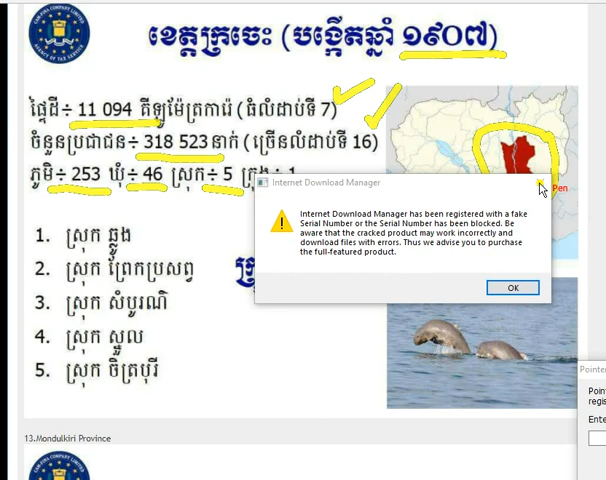 ខេត្តក្រចេះ (បង្កើតឆ្នាំ ១៩០៧)
ផ្ទៃដី÷ 11 094 គីឡូម៉ែត្រការ៉េ (ធំលំដាប់ទី 7)
ចំនួនប្រជាជន÷ 318 523 នាក់ (ច្រើនលំដាប់ទី 16)
ភូមិ÷ 253 ឃុំ÷ 46 ស្រុក÷ 5 ក្រុង÷ 1
Internet Download Manager
Pen
Internet Download Manager has been registered with a fake
Serial Number or the Serial Number has been blocked. Be
aware that the cracked product may work incorrectly and
download files with errors. Thus we advise you to purchase
the full-featured product.
OK
1. ស្រុក ឆ្លូង
2. ស្រុក ព្រែកប្រសព្វ
3. ស្រុក សំបូរណ៍
4. ស្រុក ស្នួល
5. ស្រុក ចិត្របុរី
Pointe
Poin
regis
Ente
13.Mondulkiri Province